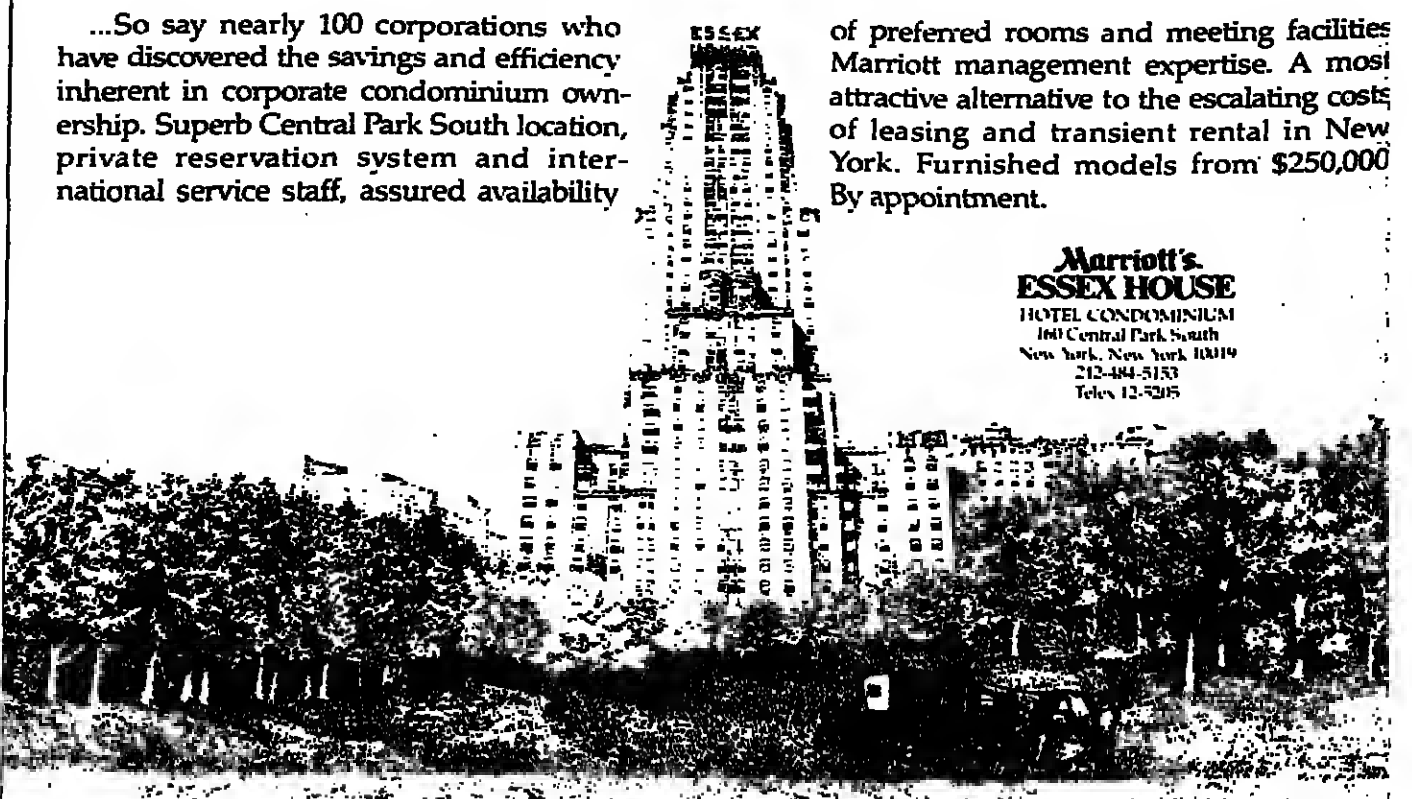 ...So say nearly 100 corporations who
have discovered the savings and efficiency
inherent in corporate condominium own-
ership. Superb Central Park South location,
private reservation system and inter-
national service staff, assured availability
ESSEX
of preferred rooms and meeting facilities
Marriott management expertise. A most
attractive alternative to the escalating costs
of leasing and transient rental in New
York. Furnished models from $250,000
By appointment.
Marriott's
ESSEX HOUSE
HOTEL CONDOMINIUM
160 Central Park South
New York, New York 10019
212-484-5153
Telex 12-5205